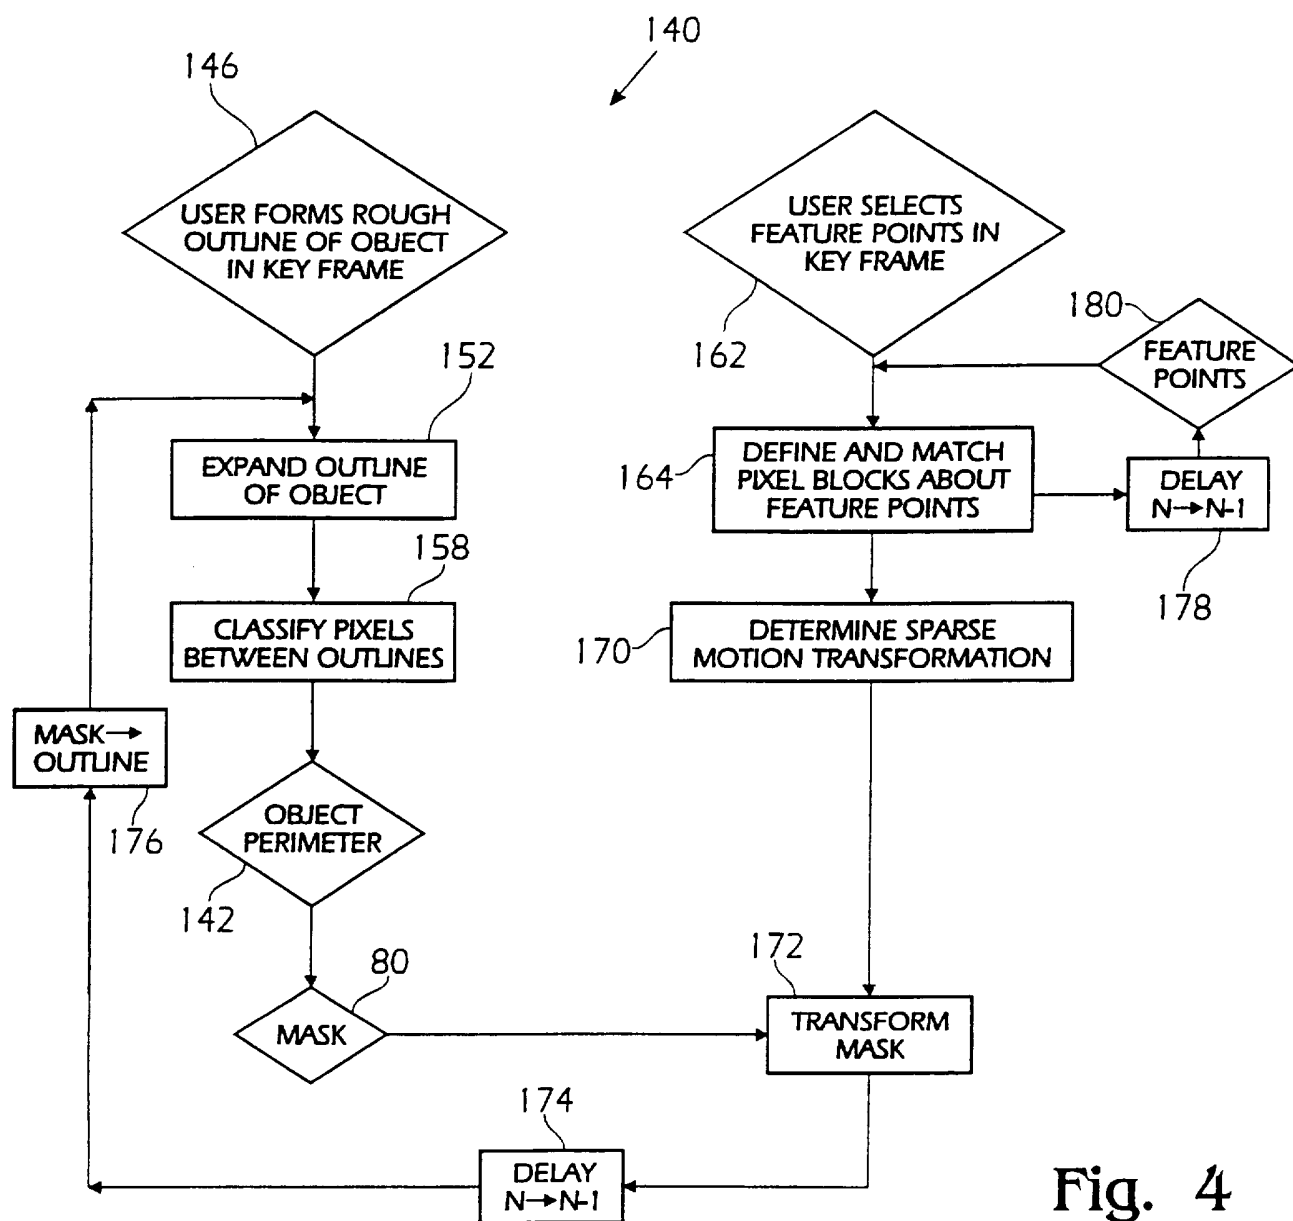 140
146
USER FORMS ROUGH
OUTLINE OF OBJECT
IN KEY FRAME
USER SELECTS
FEATURE POINTS IN
KEY FRAME
162
180
FEATURE
POINTS
152
EXPAND OUTLINE
OF OBJECT
164
DEFINE AND MATCH
PIXEL BLOCKS ABOUT
FEATURE POINTS
DELAY
N→N-1
178
158
CLASSIFY PIXELS
BETWEEN OUTLINES
170
DETERMINE SPARSE
MOTION TRANSFORMATION
MASK→
OUTLINE
176
OBJECT
PERIMETER
142
80
MASK
172
TRANSFORM
MASK
174
DELAY
N→N-1
Fig. 4